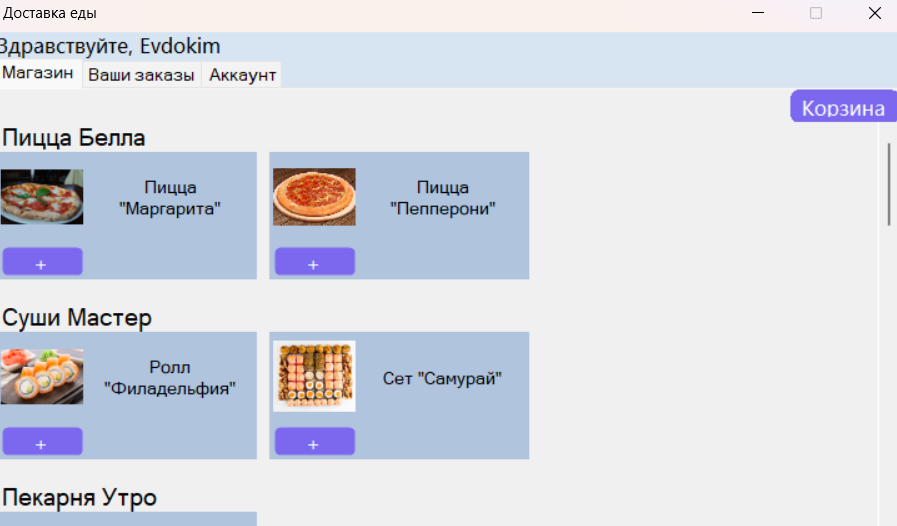 Доставка еды
Здравствуйте, Evdokim
Магазин Ваши заказы Аккаунт
Корзина
Пицца Белла
Пицца
"Маргарита"
+
Пицца
"Пепперони"
+
Суши Мастер
Ролл
"Филадельфия"
+
Сет "Самурай"
+
Пекарня Утро